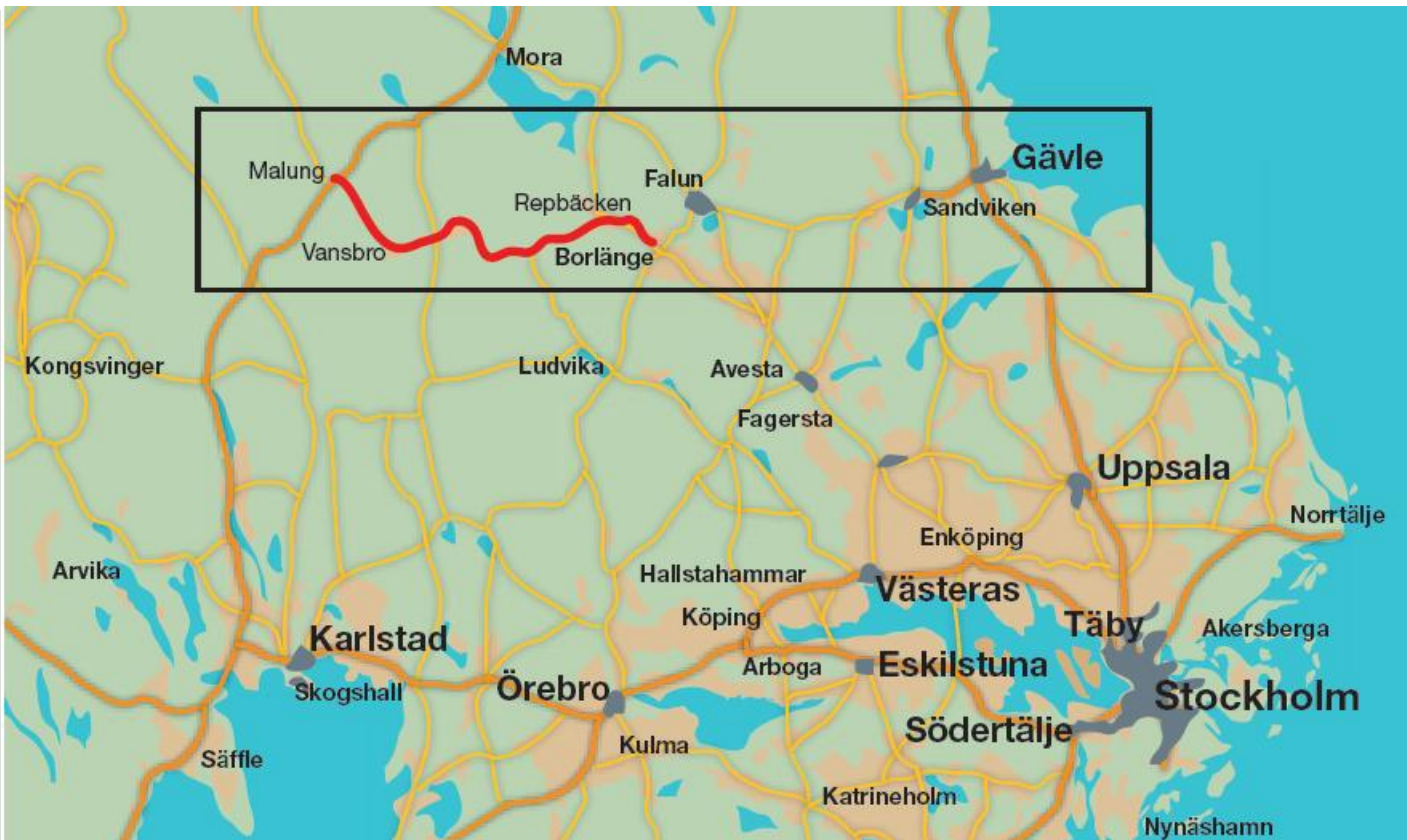 Mora
Malung
Gävle
Falun
Repbäcken
Sandviken
Vansbro
Borlänge
Kongsvinger
Ludvika
Avesta
Fagersta
Uppsala
Norrtälje
Enköping
Arvika
Hallstahammar
Västeras
Köping
Täby
Akersberga
Karlstad
Arboga
Eskilstuna
Skogshall
Örebro
Stockholm
Södertälje
Kulma
Säffle
Katrineholm
Nynäshamn